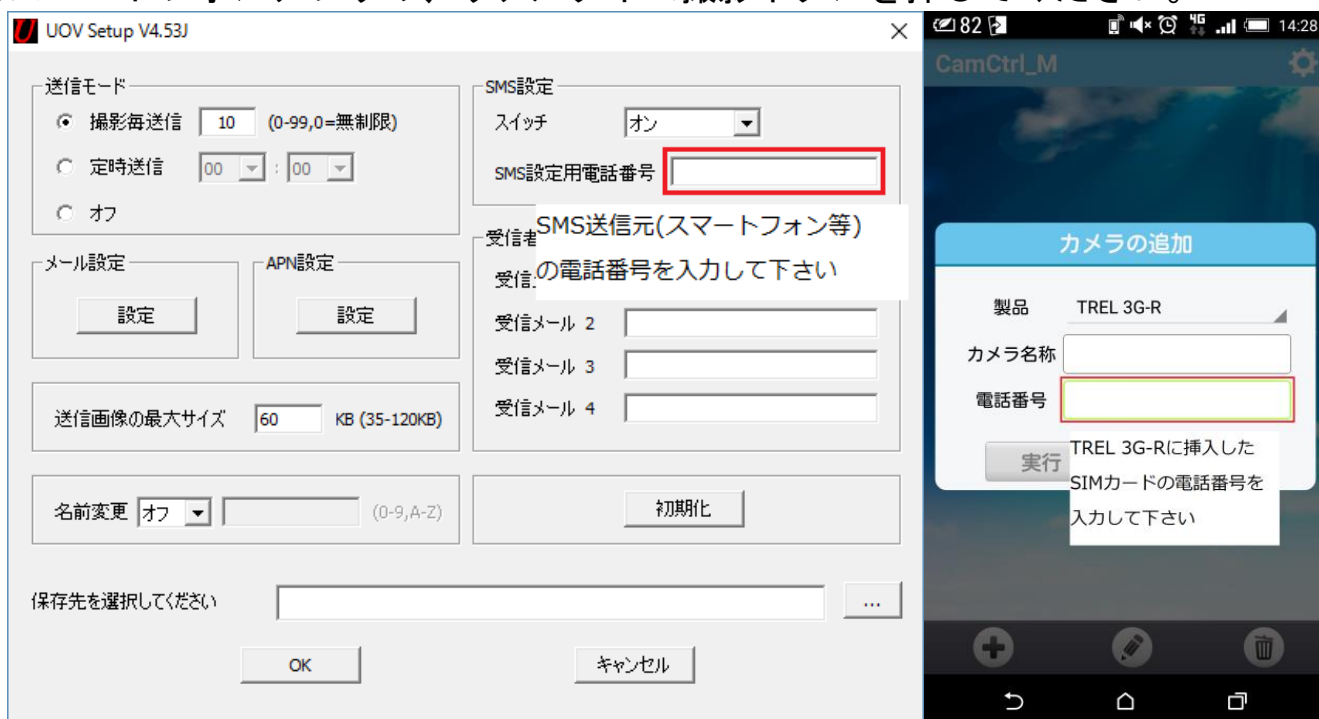 UOV Setup V4.53J
送信モード
撮影毎送信 10 (0-99,0=無制限)
定時送信 00 : 00
オフ
メール設定
設定
APN設定
設定
送信画像の最大サイズ 60 KB (35-120KB)
名前変更 オフ (0-9,A-Z)
SMS設定
スイッチ オン
SMS設定用電話番号
SMS送信元(スマートフォン等)
の電話番号を入力して下さい
受信者
受信
受信メール 2
受信メール 3
受信メール 4
初期化
保存先を選択してください ...
OK キャンセル
82 4G 14:28
CamCtrl_M
カメラの追加
製品 TREL 3G-R
カメラ名称
電話番号
実行
TREL 3G-Rに挿入した
SIMカードの電話番号を
入力して下さい